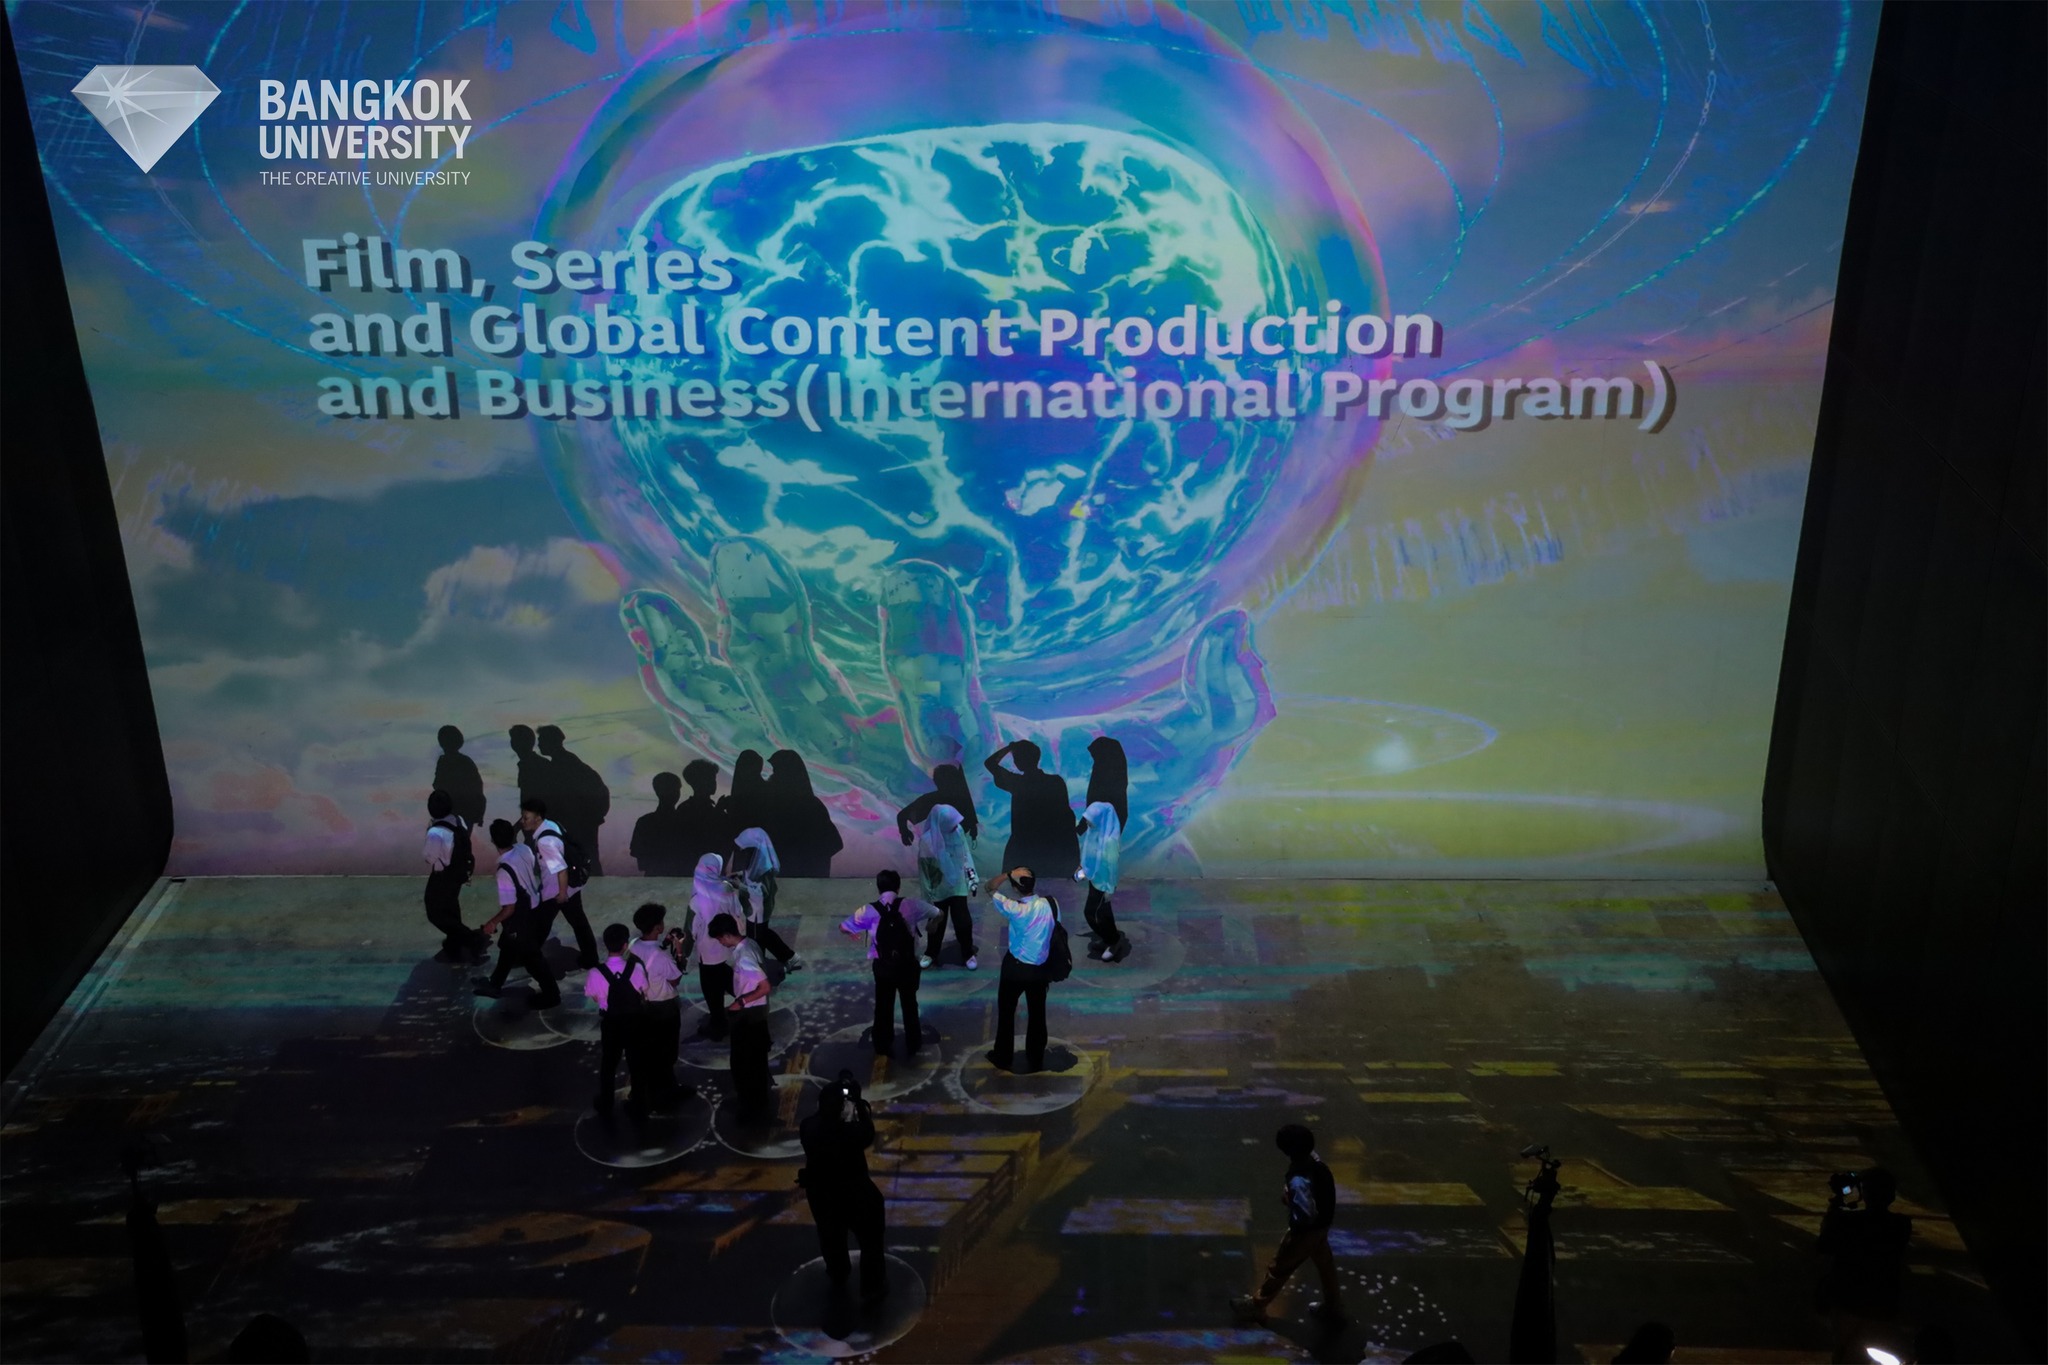 BANGKOK
UNIVERSITY
THE CREATIVE UNIVERSITY
Film, Series
and Global Content Production
and Business(International Program)